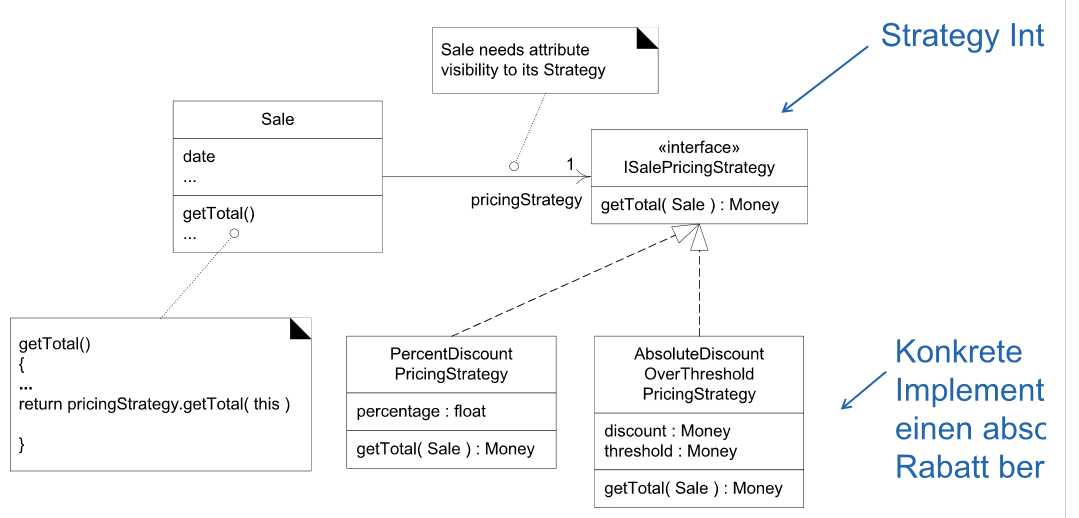 Sale needs attribute
visibility to its Strategy
Strategy Int
Sale
date
...
getTotal()
...
1
pricingStrategy
«interface»
ISalePricingStrategy
getTotal( Sale ) : Money
getTotal()
{
...
return pricingStrategy.getTotal( this )
}
PercentDiscount
PricingStrategy
percentage : float
getTotal( Sale ) : Money
AbsoluteDiscount
OverThreshold
PricingStrategy
discount : Money
threshold : Money
getTotal( Sale ) : Money
Konkrete
Implement
einen absc
Rabatt ber